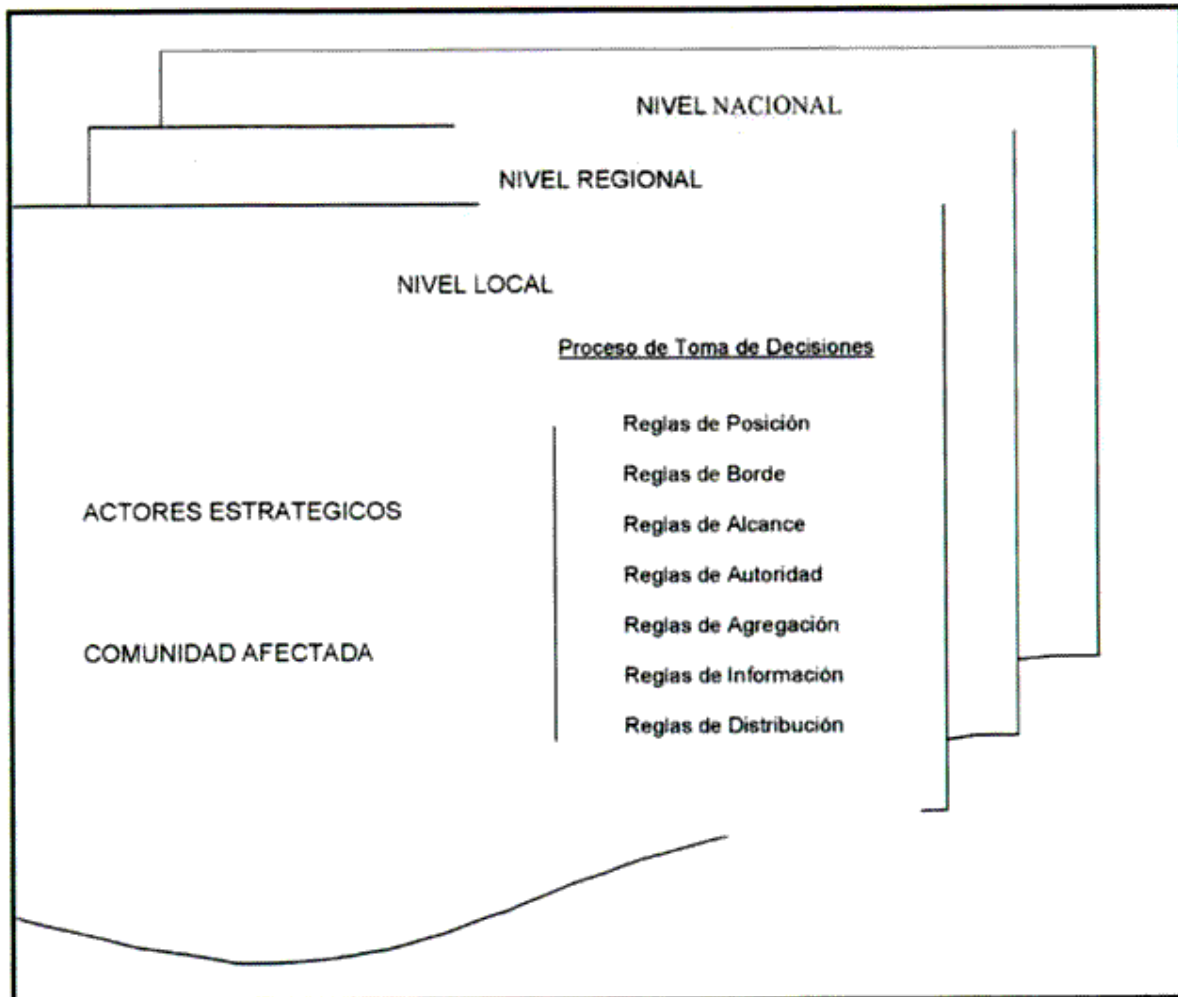 NIVEL NACIONAL
NIVEL REGIONAL
NIVEL LOCAL
Proceso de Toma de Decisiones
Reglas de Posición
Reglas de Borde
ACTORES ESTRATEGICOS
Reglas de Alcance
Reglas de Autoridad
Reglas de Agregación
COMUNIDAD AFECTADA
Reglas de Información
Reglas de Distribución